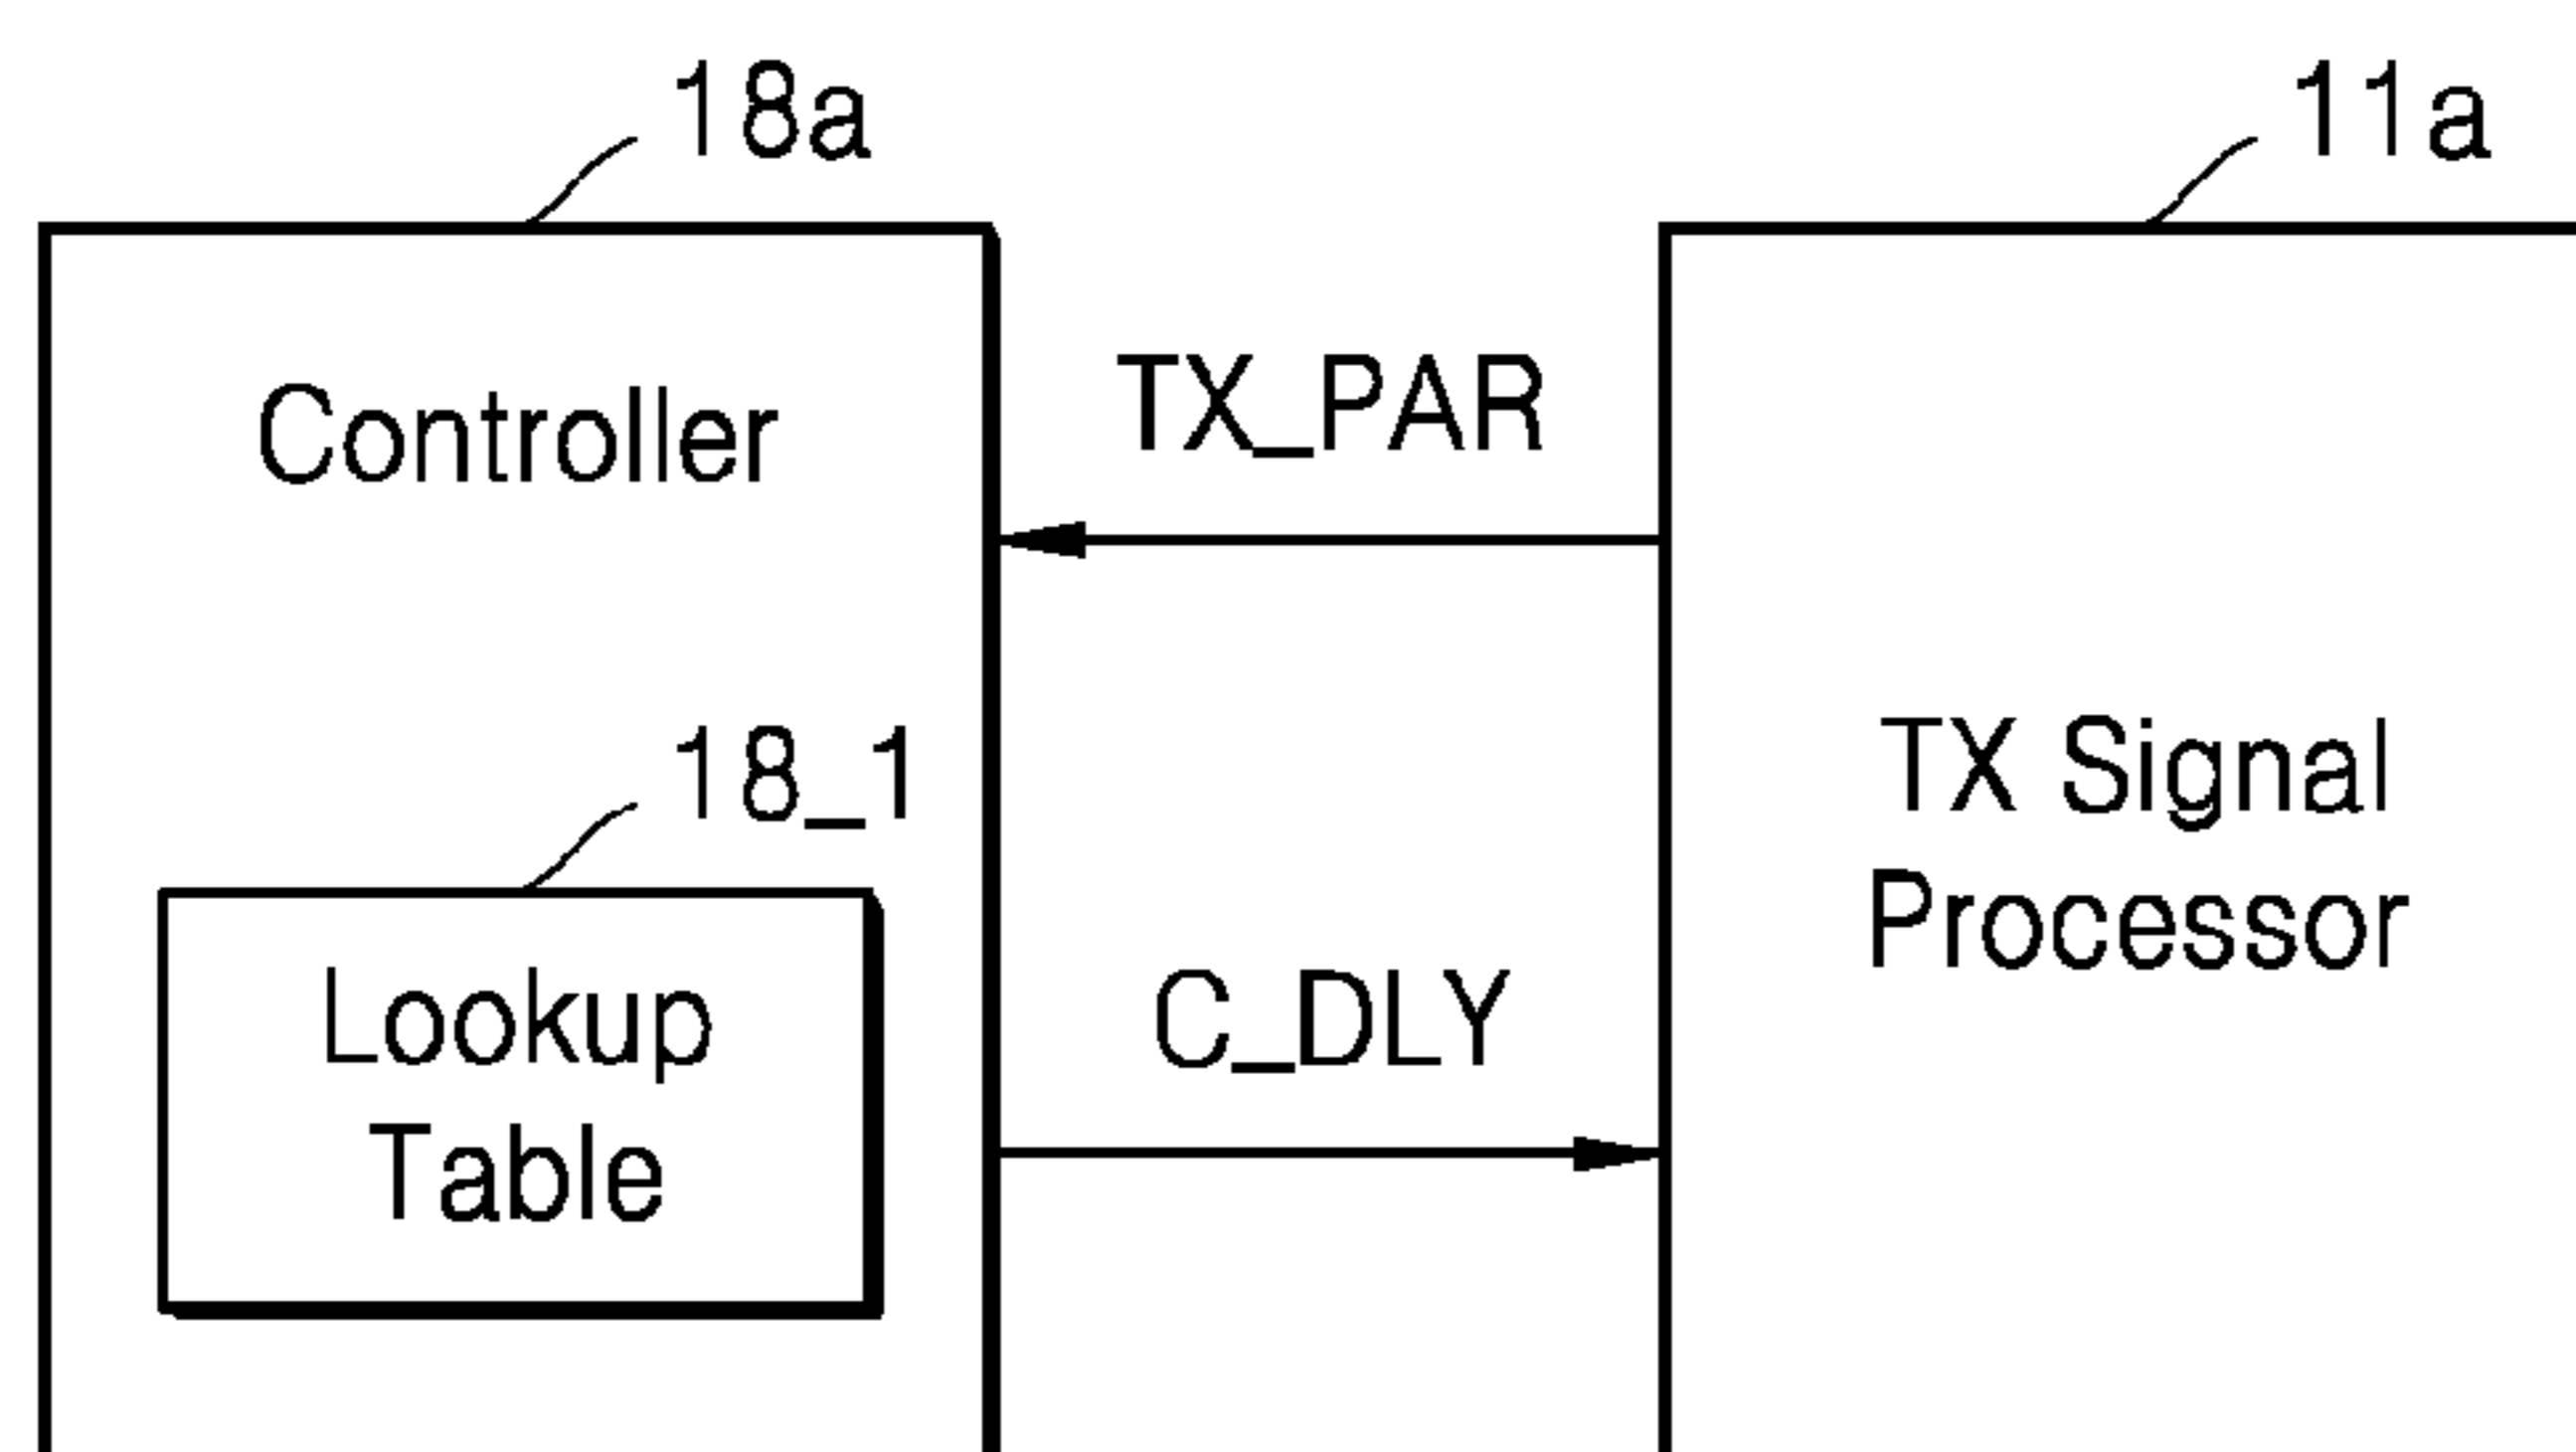 18a
11a
Controller
TX_PAR
18_1
TX Signal
Processor
Lookup
Table
C_DLY